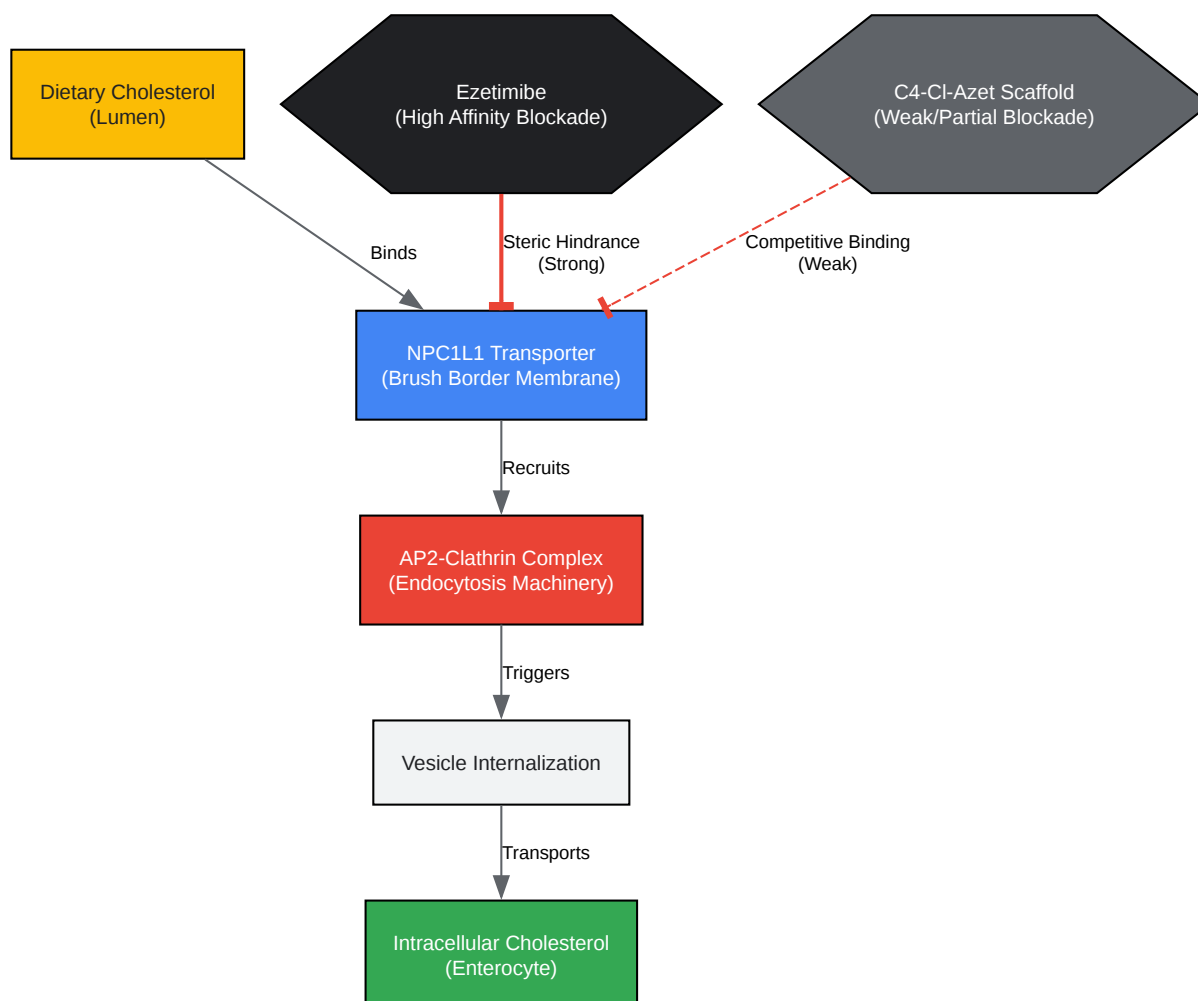 Dietary Cholesterol
(Lumen)
Ezetimibe
(High Affinity Blockade)
C4-Cl-Azet Scaffold
(Weak/Partial Blockade)
Binds
Steric Hindrance
(Strong)
Competitive Binding
(Weak)
NPC1L1 Transporter
(Brush Border Membrane)
Recruits
AP2-Clathrin Complex
(Endocytosis Machinery)
Triggers
Vesicle Internalization
Transports
Intracellular Cholesterol
(Enterocyte)